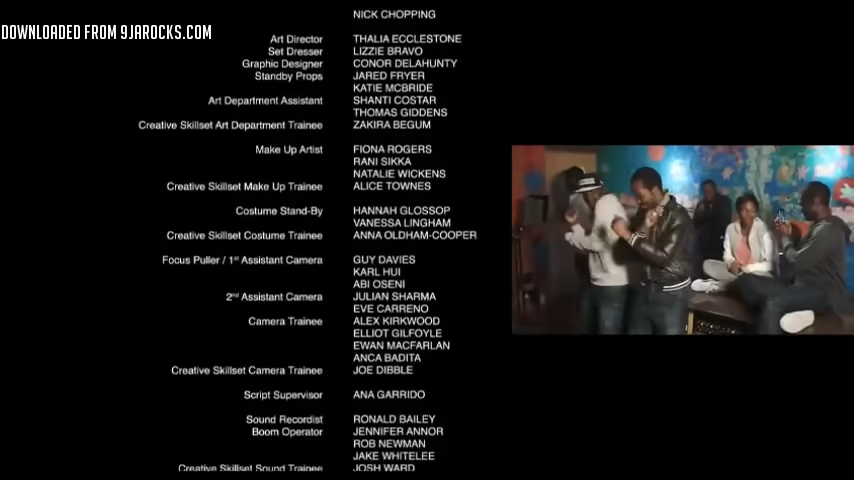 NICK CHOPPING
DOWNLOADED FROM 9JAROCKS.COM
Art Director THALIA ECCLESTONE
Set Dresser LIZZIE BRAVO
Graphic Designer CONOR DELAHUNTY
Standby Props JARED FRYER
KATIE MCBRIDE
Art Department Assistant SHANTI COSTAR
THOMAS GIDDENS
Creative Skillset Art Department Trainee ZAKIRA BEGUM
Make Up Artist FIONA ROGERS
RANI SIKKA
NATALIE WICKENS
Creative Skillset Make Up Trainee ALICE TOWNES
Costume Stand-By HANNAH GLOSSOP
VANESSA LINGHAM
Creative Skillset Costume Trainee ANNA OLDHAM-COOPER
Focus Puller / 1st Assistant Camera GUY DAVIES
KARL HUI
ABI OSENI
2nd Assistant Camera JULIAN SHARMA
EVE CARRENO
Camera Trainee ALEX KIRKWOOD
ELLIOT GILFOYLE
EWAN MACFARLAN
ANCA BADITA
Creative Skillset Camera Trainee JOE DIBBLE
Script Supervisor ANA GARRIDO
Sound Recordist RONALD BAILEY
Boom Operator JENNIFER ANNOR
ROB NEWMAN
JAKE WHITELEE
Creative Skillset Sound Trainee JOSH WARD